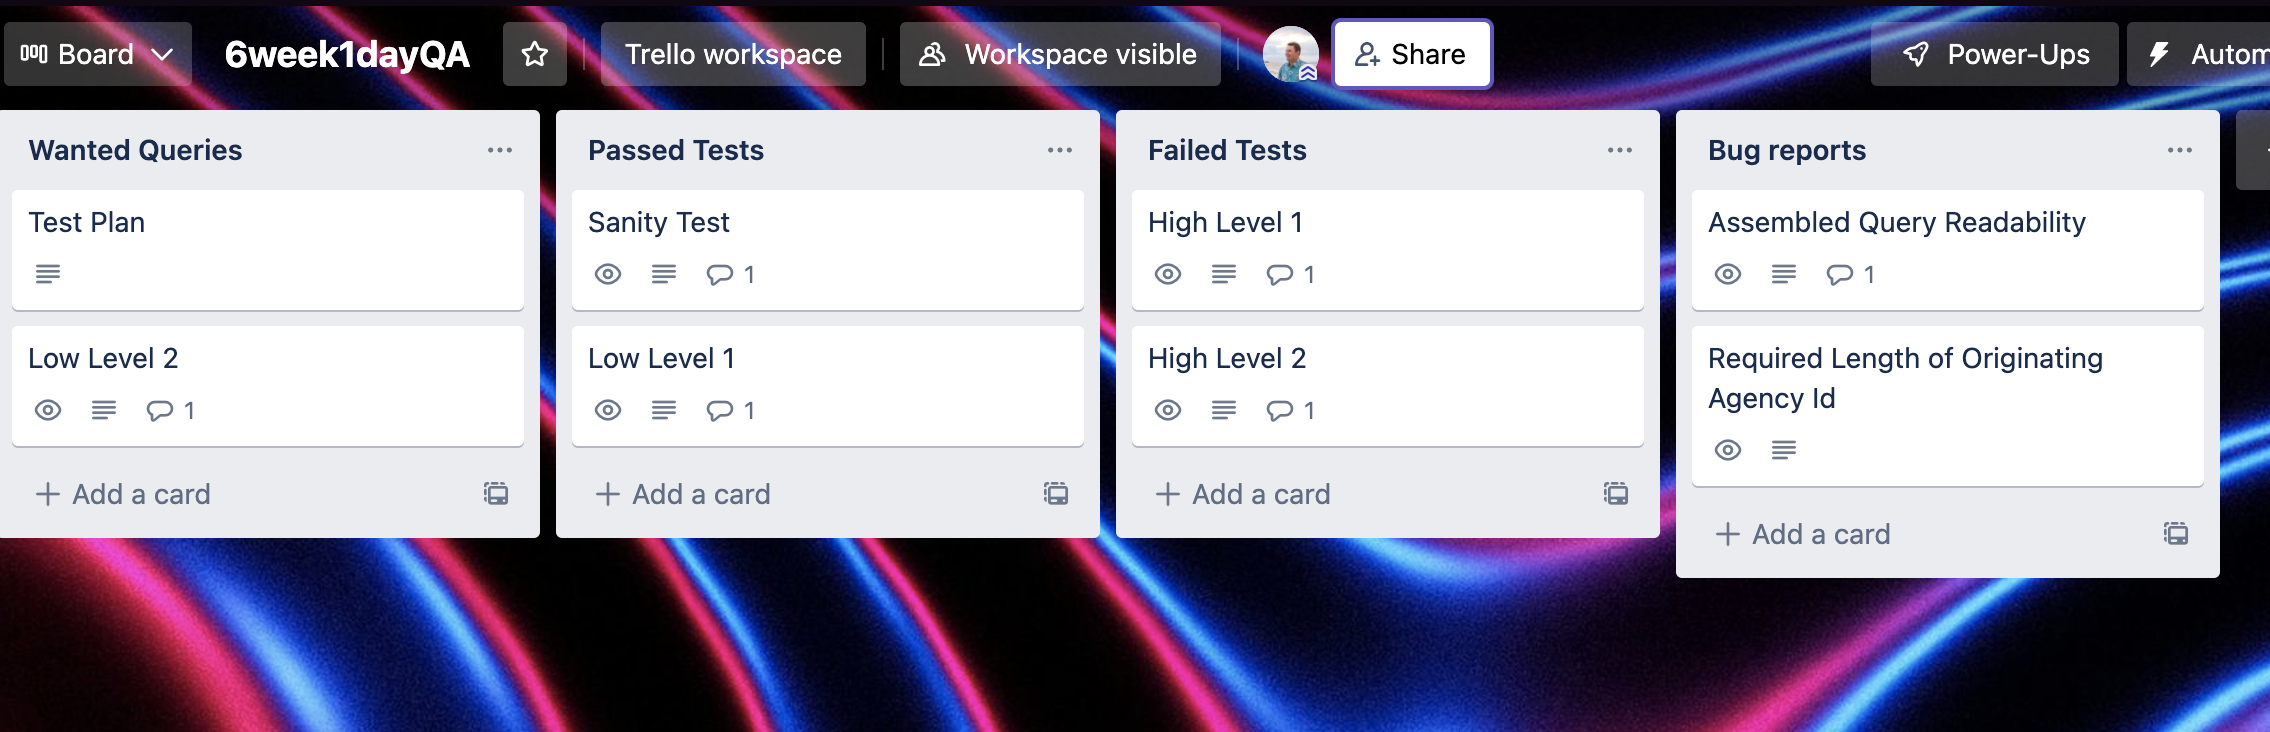 Board
6week1dayQA
Trello workspace
Workspace visible
Share
Power-Ups
Autom
Wanted Queries
Test Plan
Low Level 2
1
Add a card
Passed Tests
Sanity Test
1
Low Level 1
1
Add a card
Failed Tests
High Level 1
1
High Level 2
1
Add a card
Bug reports
Assembled Query Readability
1
Required Length of Originating
Agency Id
Add a card